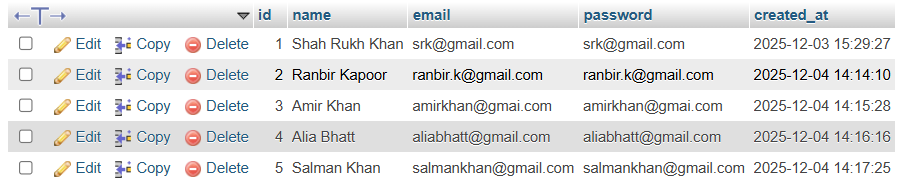 id name email password created_at
Edit Copy Delete 1 Shah Rukh Khan srk@gmail.com srk@gmail.com 2025-12-03 15:29:27
Edit Copy Delete 2 Ranbir Kapoor ranbir.k@gmail.com ranbir.k@gmail.com 2025-12-04 14:14:10
Edit Copy Delete 3 Amir Khan amirkhan@gmai.com amirkhan@gmai.com 2025-12-04 14:15:28
Edit Copy Delete 4 Alia Bhatt aliabhatt@gmail.com aliabhatt@gmail.com 2025-12-04 14:16:16
Edit Copy Delete 5 Salman Khan salmankhan@gmail.com salmankhan@gmail.com 2025-12-04 14:17:25